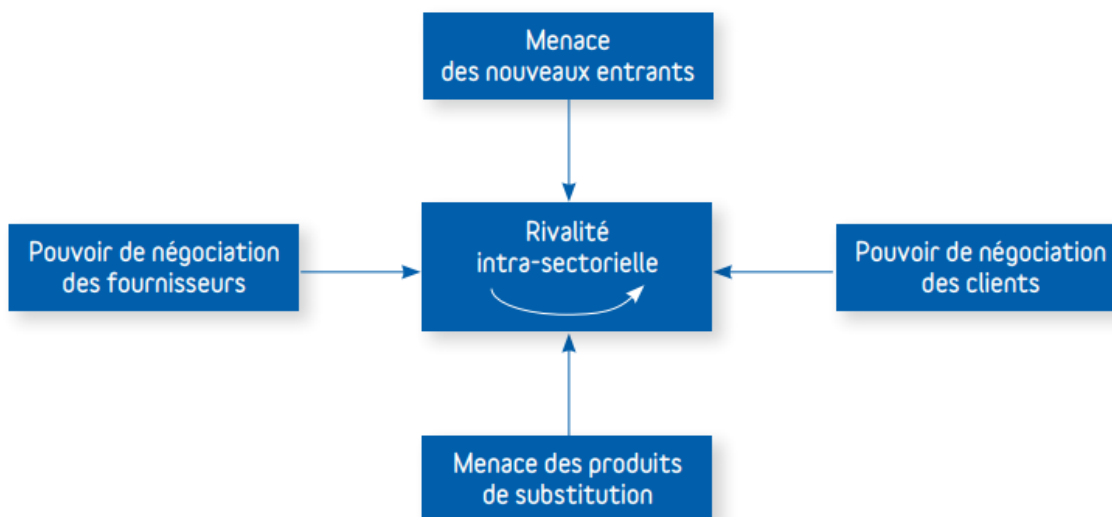 Menace
des nouveaux entrants
Pouvoir de négociation
des fournisseurs
Rivalité
intra-sectorielle
Pouvoir de négociation
des clients
Menace des produits
de substitution